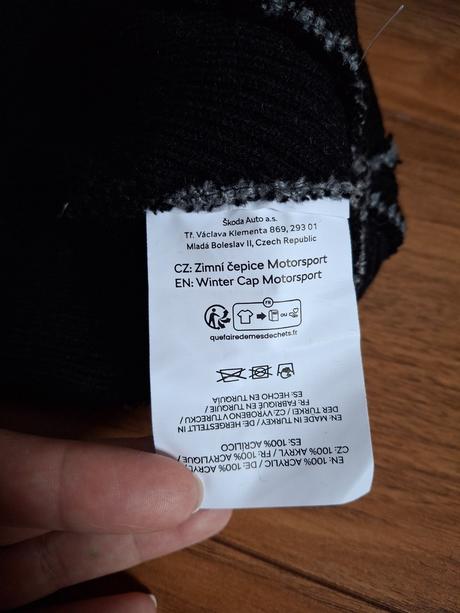 Škoda Auto a.s.
Tř. Václava Klementa 869, 293 01
Mladá Boleslav II, Czech Republic
CZ: Zimní čepice Motorsport
EN: Winter Cap Motorsport
FR
OU
quefairedemesdechets.fr
EN: 100% ACRYLIC / DE: 100% ACRYL /
CZ: 100% AKRYL / FR: 100% ACRYLIQUE /
ES: 100% ACRÍLICO
EN: MADE IN TURKEY / DE: HERGESTELLT IN
DER TÜRKEI / CZ: VYROBENO V TURECKU /
FR: FABRIQUÉ EN TURQUIE /
ES: HECHO EN TURQUÍA